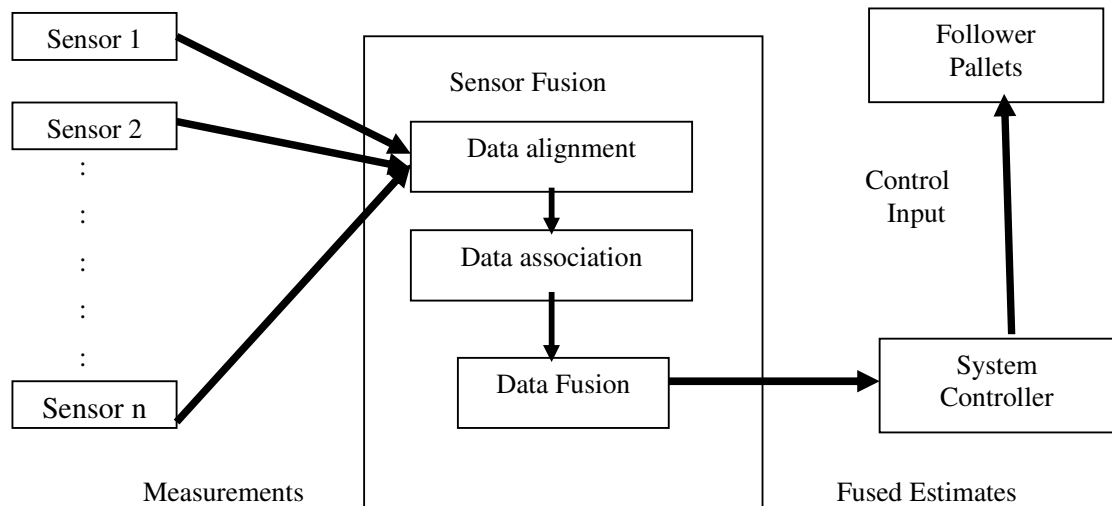 Sensor 1
Sensor 2
:
:
:
:
:
Sensor n
Measurements
Sensor Fusion
Data alignment
Data association
Data Fusion
Follower
Pallets
Control
Input
System
Controller
Fused Estimates